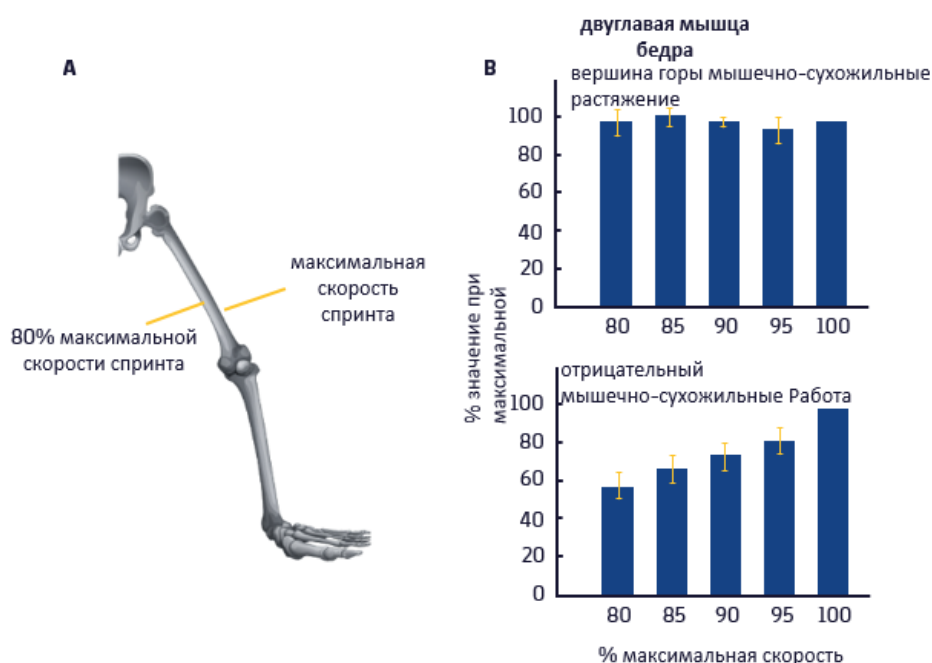 A
максимальная
скорость
спринта
80% максимальной
скорости спринта
B
двуглавая мышца
бедра
вершина горы мышечно-сухожильные
растяжение
100
80
60
40
20
0
80 85 90 95 100
% значение при
максимальной
отрицательный
мышечно-сухожильные Работа
100
80
60
40
20
0
80 85 90 95 100
% максимальная скорость